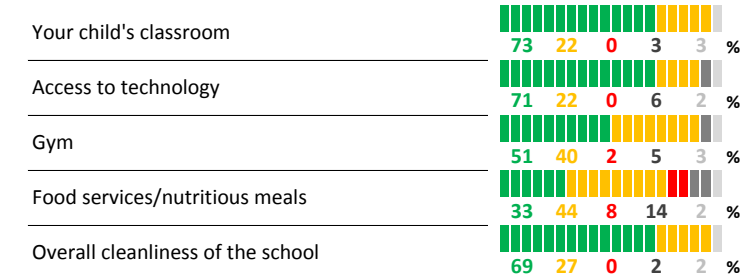 Your child's classroom
73 22 0 3 3 %
Access to technology
71 22 0 6 2 %
Gym
51 40 2 5 3 %
Food services/nutritious meals
33 44 8 14 2 %
Overall cleanliness of the school
69 27 0 2 2 %